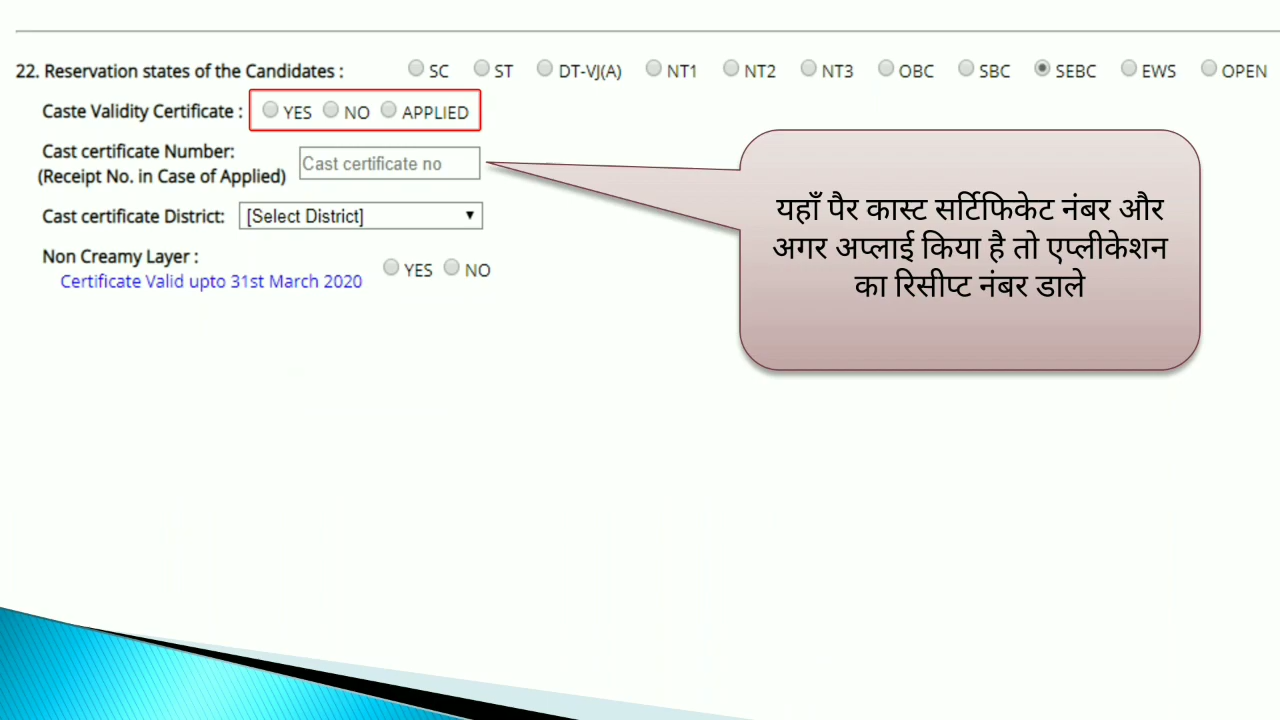 22. Reservation states of the Candidates : SC ST DT-VJ(A) NT1 NT2 NT3 OBC SBC SEBC EWS OPEN
Caste Validity Certificate : YES NO APPLIED
Cast certificate Number: Cast certificate no
(Receipt No. in Case of Applied)
Cast certificate District: [Select District]
Non Creamy Layer :
Certificate Valid upto 31st March 2020 YES NO
यहाँ पैर कास्ट सर्टिफिकेट नंबर और
अगर अप्लाई किया है तो एप्लीकेशन
का रिसीप्ट नंबर डाले